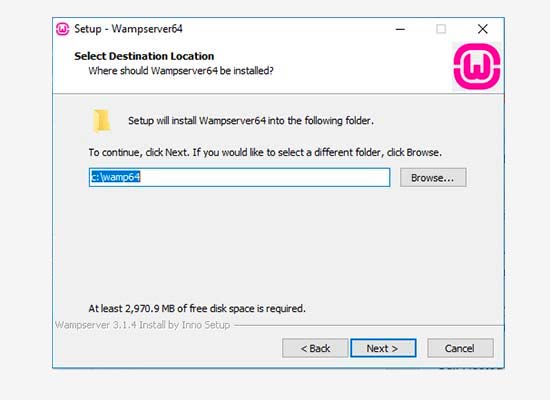 Setup - Wampserver64
Select Destination Location
Where should Wampserver64 be installed?
Setup will install Wampserver64 into the following folder.
To continue, click Next. If you would like to select a different folder, click Browse.
c:\wamp64
Browse...
At least 2,970.9 MB of free disk space is required.
Wampserver 3.1.4 Install by Inno Setup
< Back
Next >
Cancel